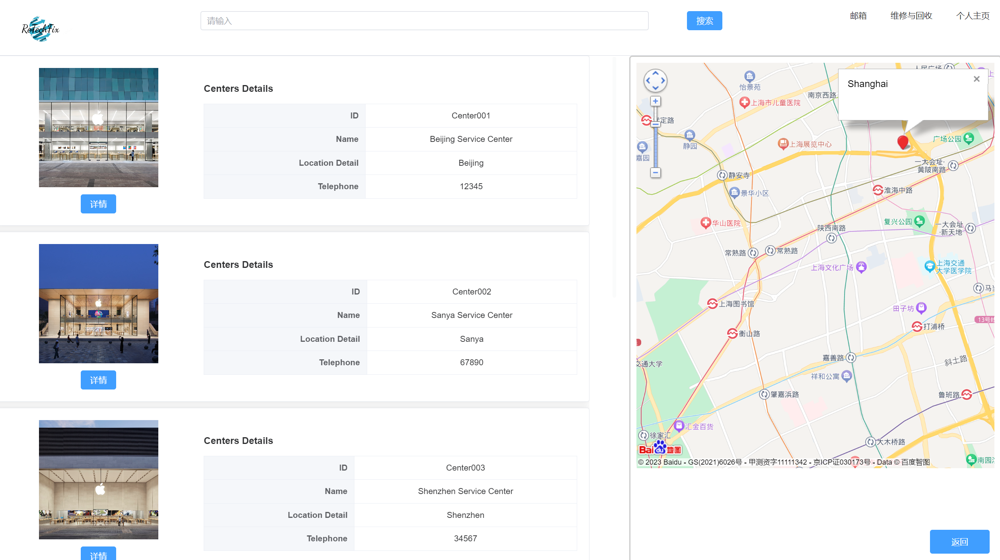 ReTechFix
请输入
搜索
邮箱
维修与回收
个人主页
Centers Details
ID Center001
Name Beijing Service Center
Location Detail Beijing
Telephone 12345
详情
Centers Details
ID Center002
Name Sanya Service Center
Location Detail Sanya
Telephone 67890
详情
Centers Details
ID Center003
Name Shenzhen Service Center
Location Detail Shenzhen
Telephone 34567
详情
Shanghai
人民广场
怡景苑
南京西路
上海市儿童医院
武定路
静园
上海展览中心
广场公园
嘉园
一大会址·
黄陂南路
静安寺
景华小区
淮海中路
华山医院
复兴公园
陕西南路
一大会址
·新天地
常熟路
常熟路
上海文化广场
上海交通
大学医学院
上海图书馆
田子坊
13号线
打浦桥
衡山路
嘉善路
斜土路
交通大学
祥和公寓
肇嘉浜路
鲁班路
汇金百货
徐家汇
大木桥路
Bai du 地图
© 2023 Baidu - GS(2021)6026号 - 甲测资字11111342 - 京ICP证030173号 - Data © 百度智图
返回